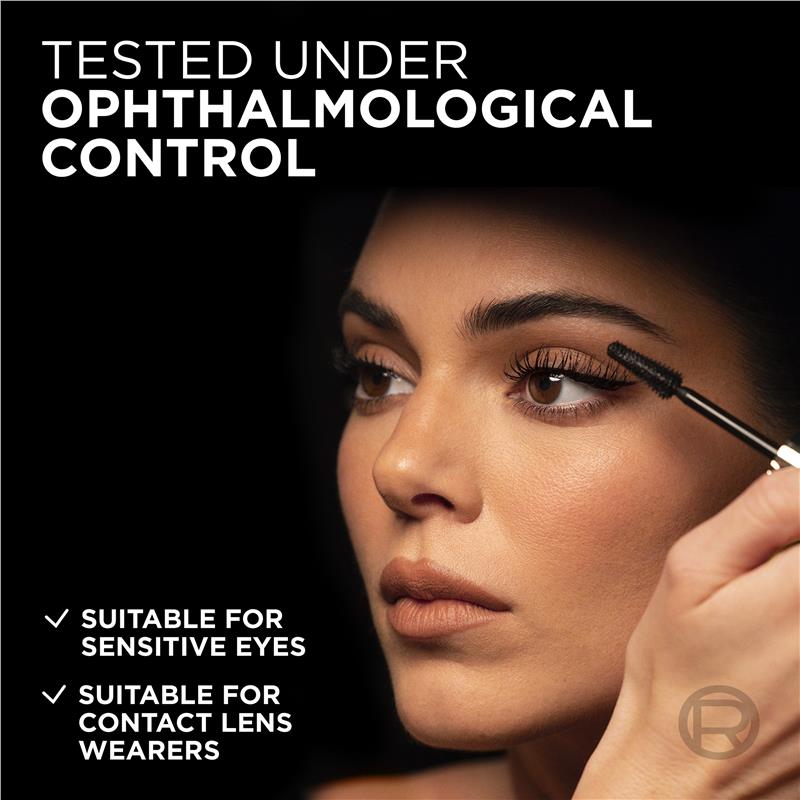 TESTED UNDER
OPHTHALMOLOGICAL
CONTROL
SUITABLE FOR
SENSITIVE EYES
SUITABLE FOR
CONTACT LENS
WEARERS
R